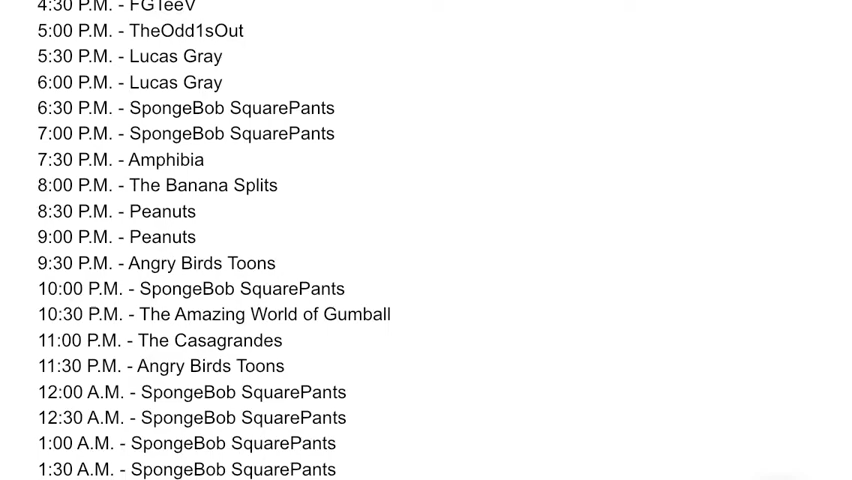 4:30 P.M. - FGTeeV
5:00 P.M. - TheOdd1sOut
5:30 P.M. - Lucas Gray
6:00 P.M. - Lucas Gray
6:30 P.M. - SpongeBob SquarePants
7:00 P.M. - SpongeBob SquarePants
7:30 P.M. - Amphibia
8:00 P.M. - The Banana Splits
8:30 P.M. - Peanuts
9:00 P.M. - Peanuts
9:30 P.M. - Angry Birds Toons
10:00 P.M. - SpongeBob SquarePants
10:30 P.M. - The Amazing World of Gumball
11:00 P.M. - The Casagrandes
11:30 P.M. - Angry Birds Toons
12:00 A.M. - SpongeBob SquarePants
12:30 A.M. - SpongeBob SquarePants
1:00 A.M. - SpongeBob SquarePants
1:30 A.M. - SpongeBob SquarePants